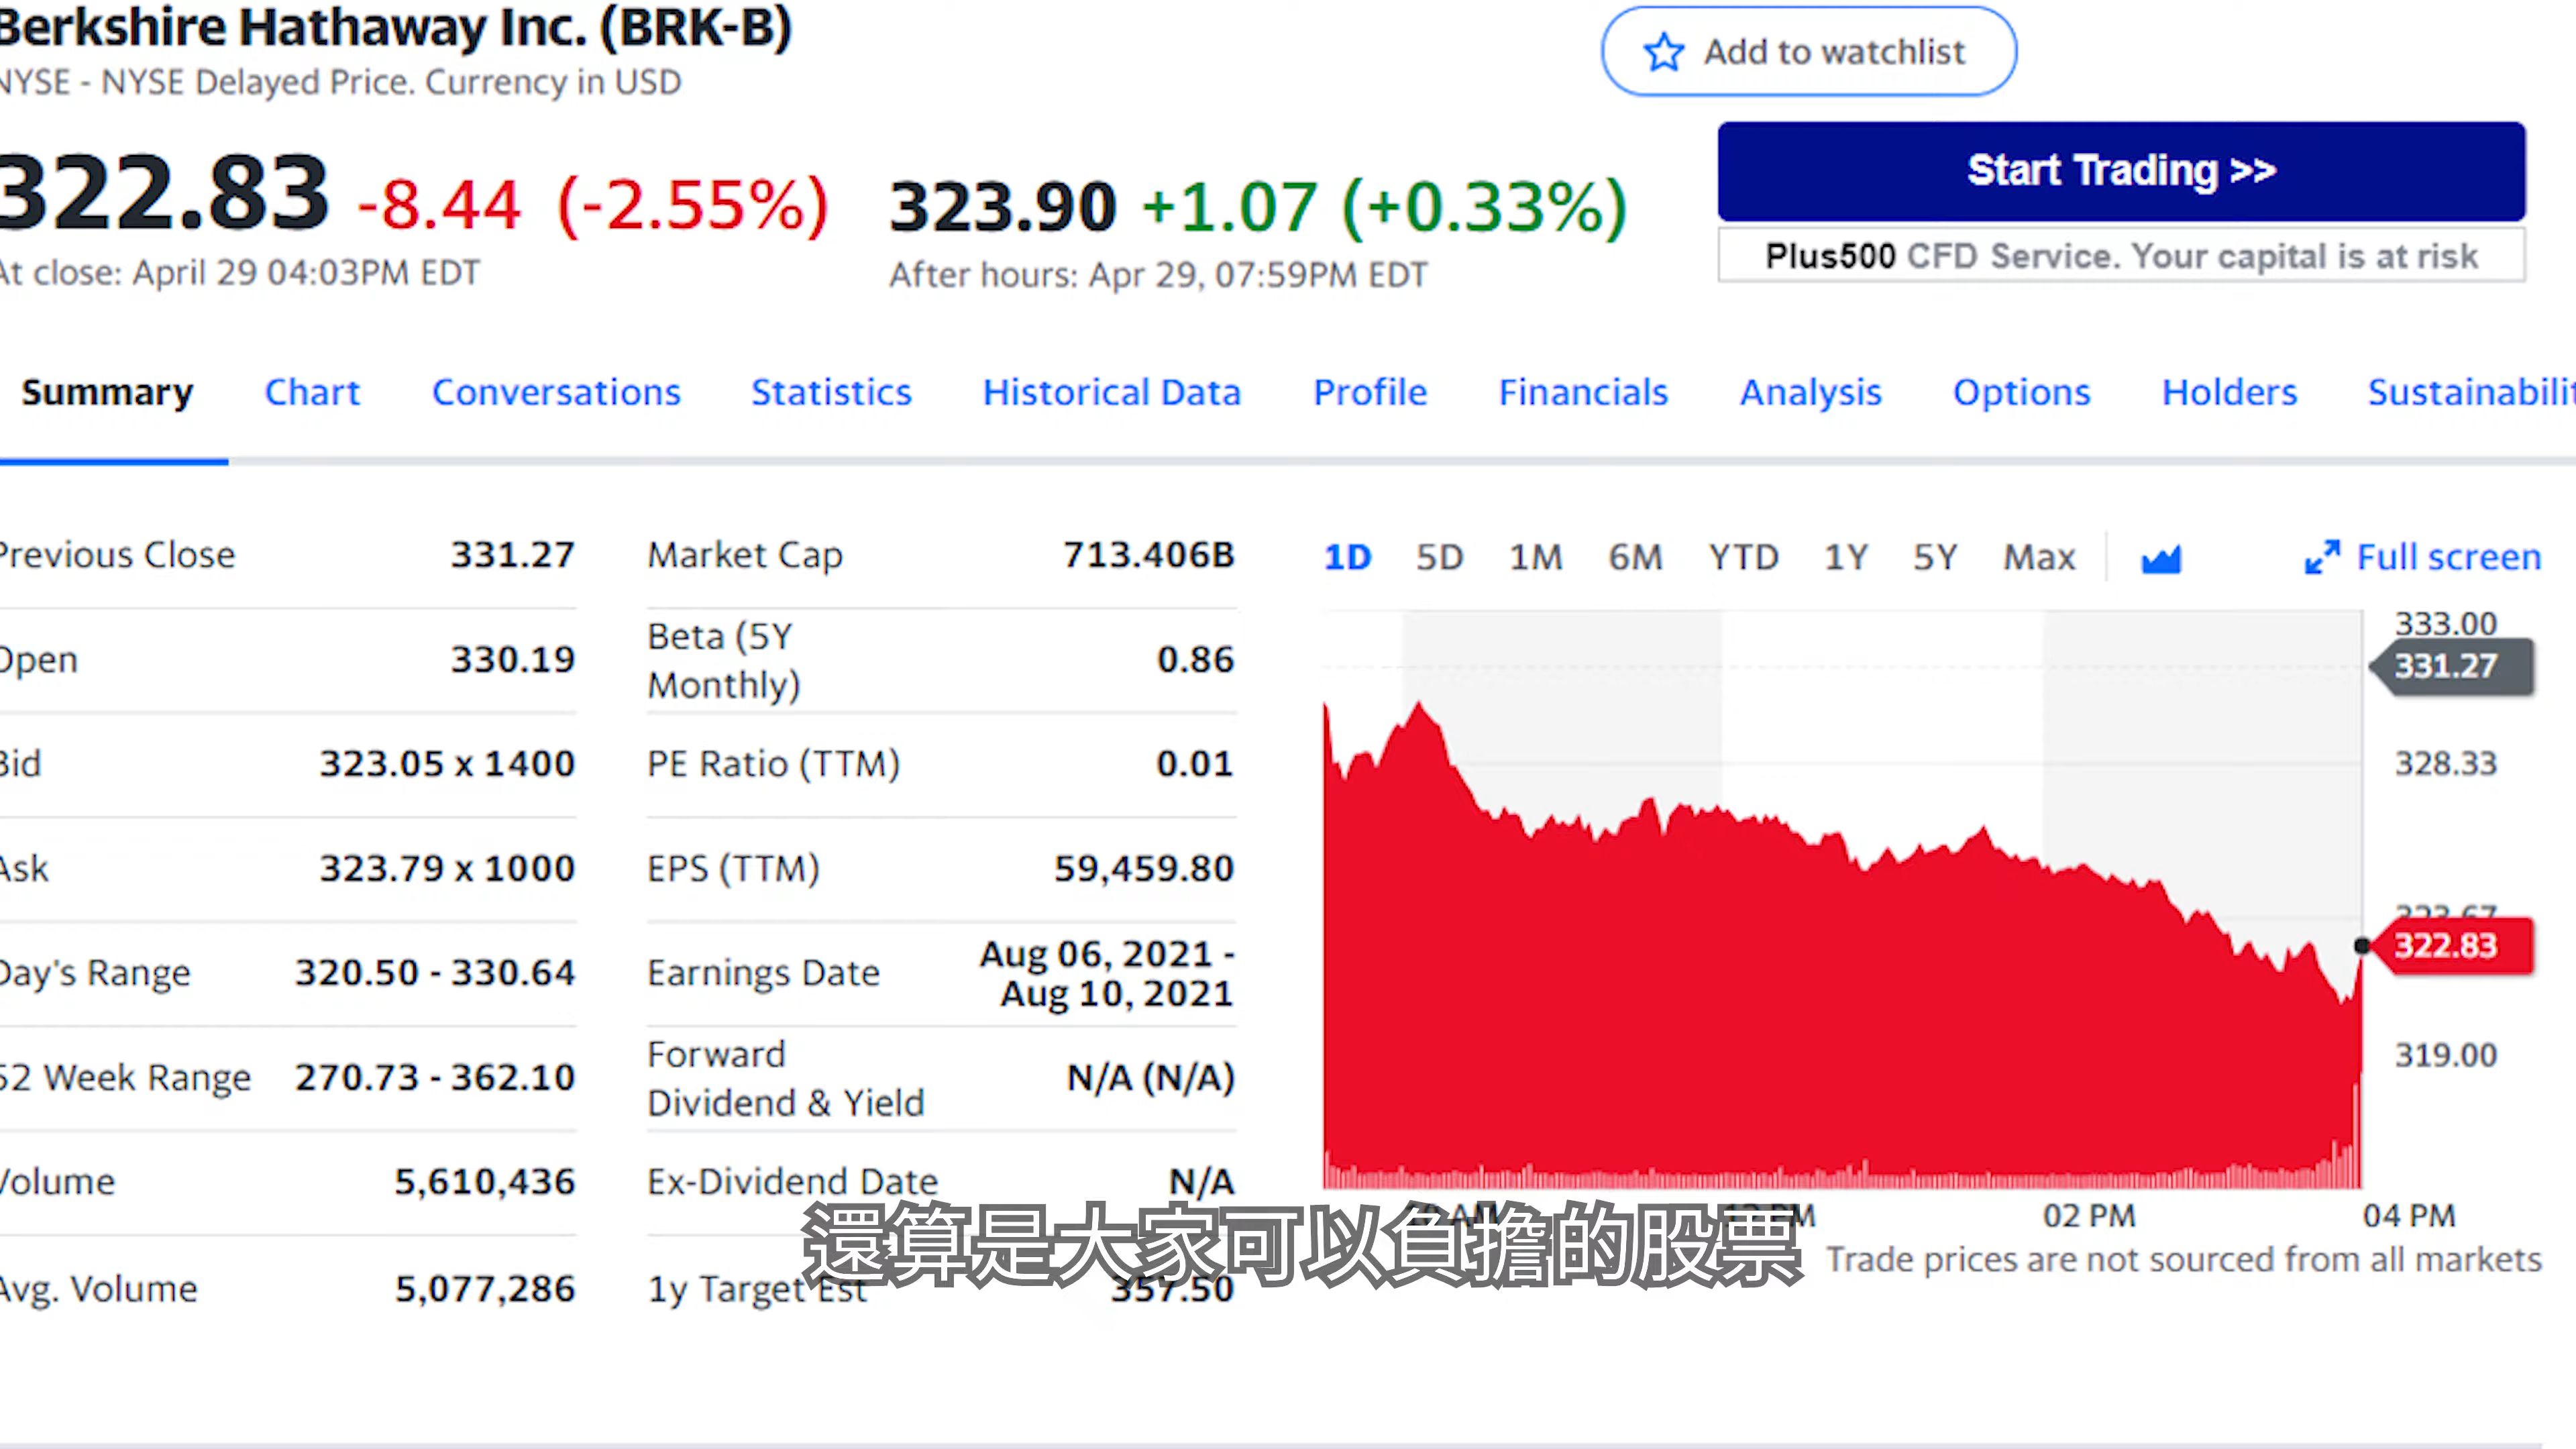 Berkshire Hathaway Inc. (BRK-B)
NYSE - NYSE Delayed Price. Currency in USD
Add to watchlist
322.83 -8.44 (-2.55%)
At close: April 29 04:03PM EDT
323.90 +1.07 (+0.33%)
After hours: Apr 29, 07:59PM EDT
Start Trading >>
Plus500 CFD Service. Your capital is at risk
Summary Chart Conversations Statistics Historical Data Profile Financials Analysis Options Holders
Previous Close 331.27
Open 330.19
Bid 323.05 x 1400
Ask 323.79 x 1000
Day's Range 320.50 - 330.64
52 Week Range 270.73 - 362.10
Volume 5,610,436
Avg. Volume 5,077,286
Market Cap 713.406B
Beta (5Y
Monthly) 0.86
PE Ratio (TTM) 0.01
EPS (TTM) 59,459.80
Earnings Date Aug 06, 2021 -
Aug 10, 2021
Forward
Dividend & Yield N/A (N/A)
Ex-Dividend Date N/A
1y Target Est 357.50
1D 5D 1M 6M YTD 1Y 5Y Max Full screen
333.00
331.27
328.33
323.67
322.83
319.00
02 PM 04 PM
Trade prices are not sourced from all markets
還算是大家可以負擔的股票